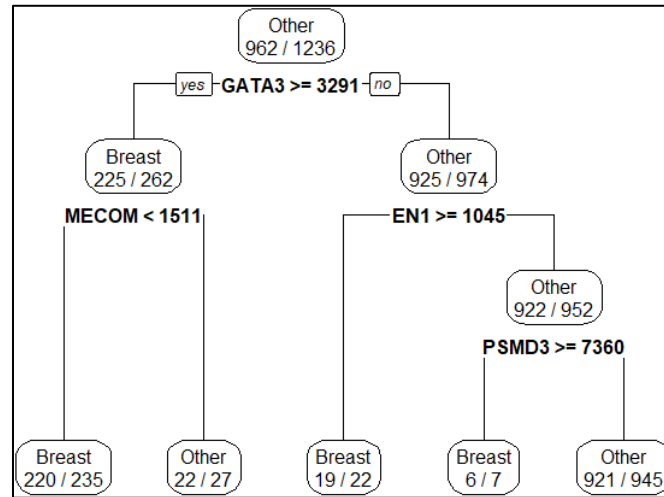 Other
962 / 1236
yes GATA3 >= 3291 no
Breast
225 / 262
Other
925 / 974
MECOM < 1511
EN1 >= 1045
Other
922 / 952
PSMD3 >= 7360
Breast
220 / 235
Other
22 / 27
Breast
19 / 22
Breast
6 / 7
Other
921 / 945